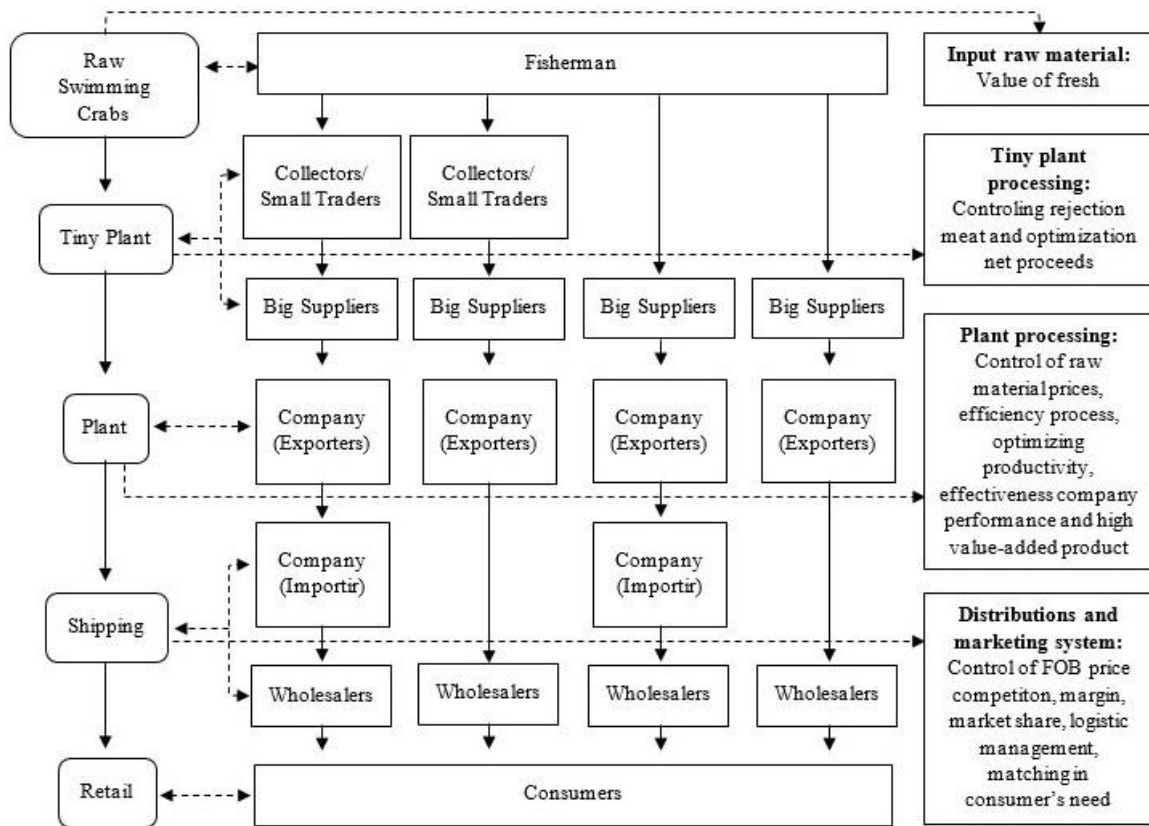 Raw
Swimming
Crabs
Fisherman
Input raw material:
Value of fresh
Collectors/
Small Traders
Collectors/
Small Traders
Tiny plant
processing:
Controling rejection
meat and optimization
net proceeds
Tiny Plant
Big Suppliers
Big Suppliers
Big Suppliers
Big Suppliers
Plant processing:
Control of raw
material prices,
efficiency process,
optimizing
productivity,
effectiveness company
performance and high
value-added product
Plant
Company
(Exporters)
Company
(Exporters)
Company
(Exporters)
Company
(Exporters)
Company
(Importir)
Company
(Importir)
Shipping
Distributions and
marketing system:
Control of FOB price
competiton, margin,
market share, logistic
management,
matching in
consumer’s need
Wholesalers
Wholesalers
Wholesalers
Wholesalers
Retail
Consumers